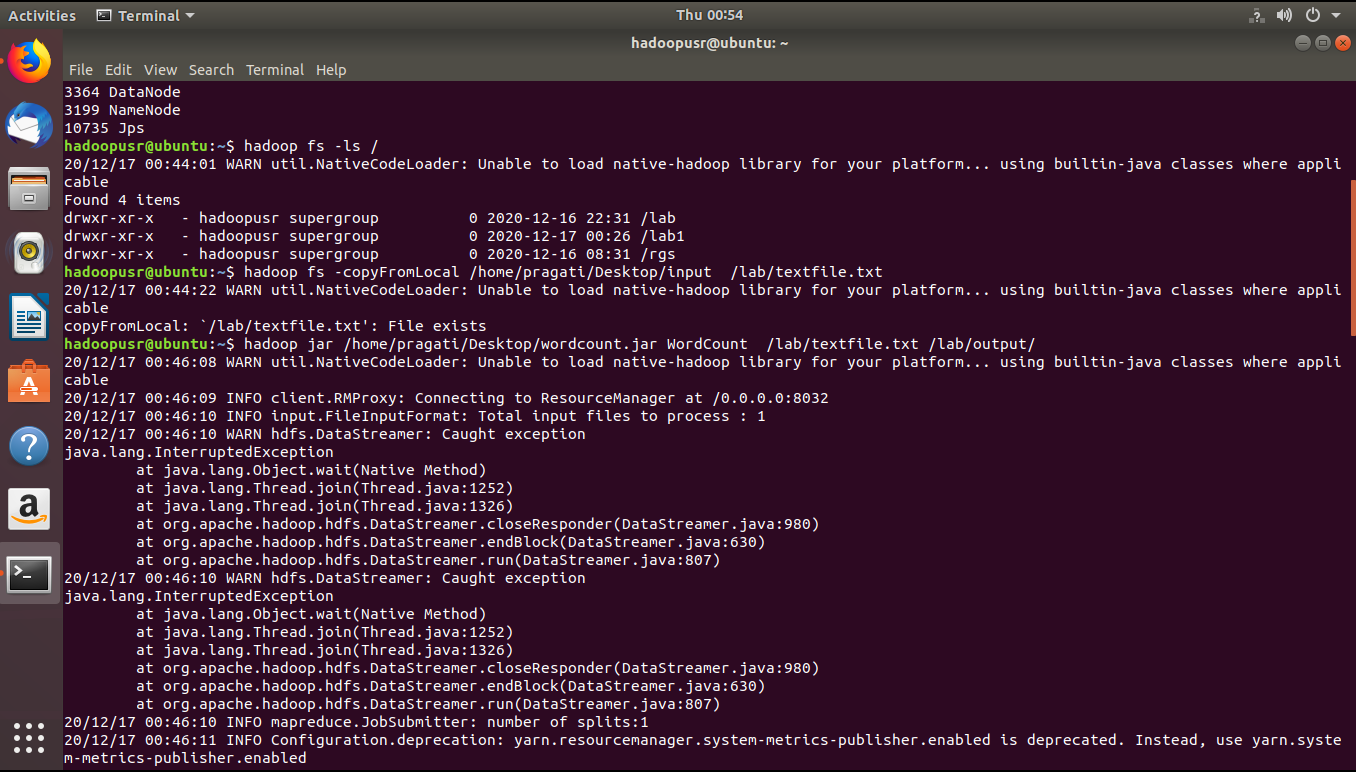 Activities Terminal Thu 00:54
hadoopusr@ubuntu: ~
File Edit View Search Terminal Help
3364 DataNode
3199 NameNode
10735 Jps
hadoopusr@ubuntu:~$ hadoop fs -ls /
20/12/17 00:44:01 WARN util.NativeCodeLoader: Unable to load native-hadoop library for your platform... using builtin-java classes where appli
cable
Found 4 items
drwxr-xr-x   - hadoopusr supergroup          0 2020-12-16 22:31 /lab
drwxr-xr-x   - hadoopusr supergroup          0 2020-12-17 00:26 /lab1
drwxr-xr-x   - hadoopusr supergroup          0 2020-12-16 08:31 /rgs
hadoopusr@ubuntu:~$ hadoop fs -copyFromLocal /home/pragati/Desktop/input  /lab/textfile.txt
20/12/17 00:44:22 WARN util.NativeCodeLoader: Unable to load native-hadoop library for your platform... using builtin-java classes where appli
cable
copyFromLocal: `/lab/textfile.txt': File exists
hadoopusr@ubuntu:~$ hadoop jar /home/pragati/Desktop/wordcount.jar WordCount  /lab/textfile.txt /lab/output/
20/12/17 00:46:08 WARN util.NativeCodeLoader: Unable to load native-hadoop library for your platform... using builtin-java classes where appli
cable
20/12/17 00:46:09 INFO client.RMProxy: Connecting to ResourceManager at /0.0.0.0:8032
20/12/17 00:46:10 INFO input.FileInputFormat: Total input files to process : 1
20/12/17 00:46:10 WARN hdfs.DataStreamer: Caught exception
java.lang.InterruptedException
        at java.lang.Object.wait(Native Method)
        at java.lang.Thread.join(Thread.java:1252)
        at java.lang.Thread.join(Thread.java:1326)
        at org.apache.hadoop.hdfs.DataStreamer.closeResponder(DataStreamer.java:980)
        at org.apache.hadoop.hdfs.DataStreamer.endBlock(DataStreamer.java:630)
        at org.apache.hadoop.hdfs.DataStreamer.run(DataStreamer.java:807)
20/12/17 00:46:10 WARN hdfs.DataStreamer: Caught exception
java.lang.InterruptedException
        at java.lang.Object.wait(Native Method)
        at java.lang.Thread.join(Thread.java:1252)
        at java.lang.Thread.join(Thread.java:1326)
        at org.apache.hadoop.hdfs.DataStreamer.closeResponder(DataStreamer.java:980)
        at org.apache.hadoop.hdfs.DataStreamer.endBlock(DataStreamer.java:630)
        at org.apache.hadoop.hdfs.DataStreamer.run(DataStreamer.java:807)
20/12/17 00:46:10 INFO mapreduce.JobSubmitter: number of splits:1
20/12/17 00:46:11 INFO Configuration.deprecation: yarn.resourcemanager.system-metrics-publisher.enabled is deprecated. Instead, use yarn.syste
m-metrics-publisher.enabled